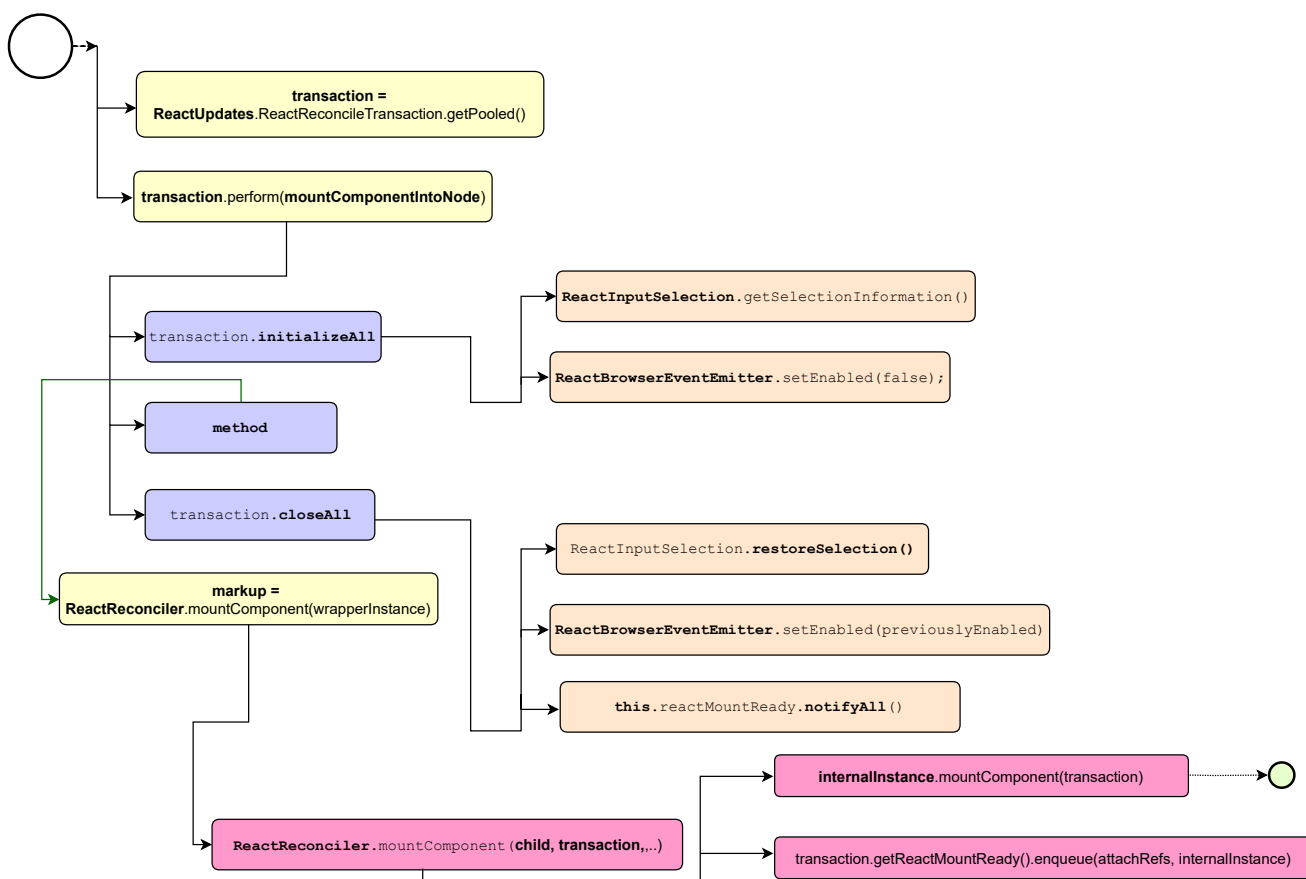 transaction =
ReactUpdates.ReactReconcileTransaction.getPooled()
transaction.perform(mountComponentIntoNode)
ReactInputSelection.getSelectionInformation()
transaction.initializeAll
ReactBrowserEventEmitter.setEnabled(false);
method
transaction.closeAll
ReactInputSelection.restoreSelection()
markup =
ReactReconciler.mountComponent(wrapperInstance)
ReactBrowserEventEmitter.setEnabled(previouslyEnabled)
this.reactMountReady.notifyAll()
internalInstance.mountComponent(transaction)
ReactReconciler.mountComponent(child, transaction,,..)
transaction.getReactMountReady().enqueue(attachRefs, internalInstance)